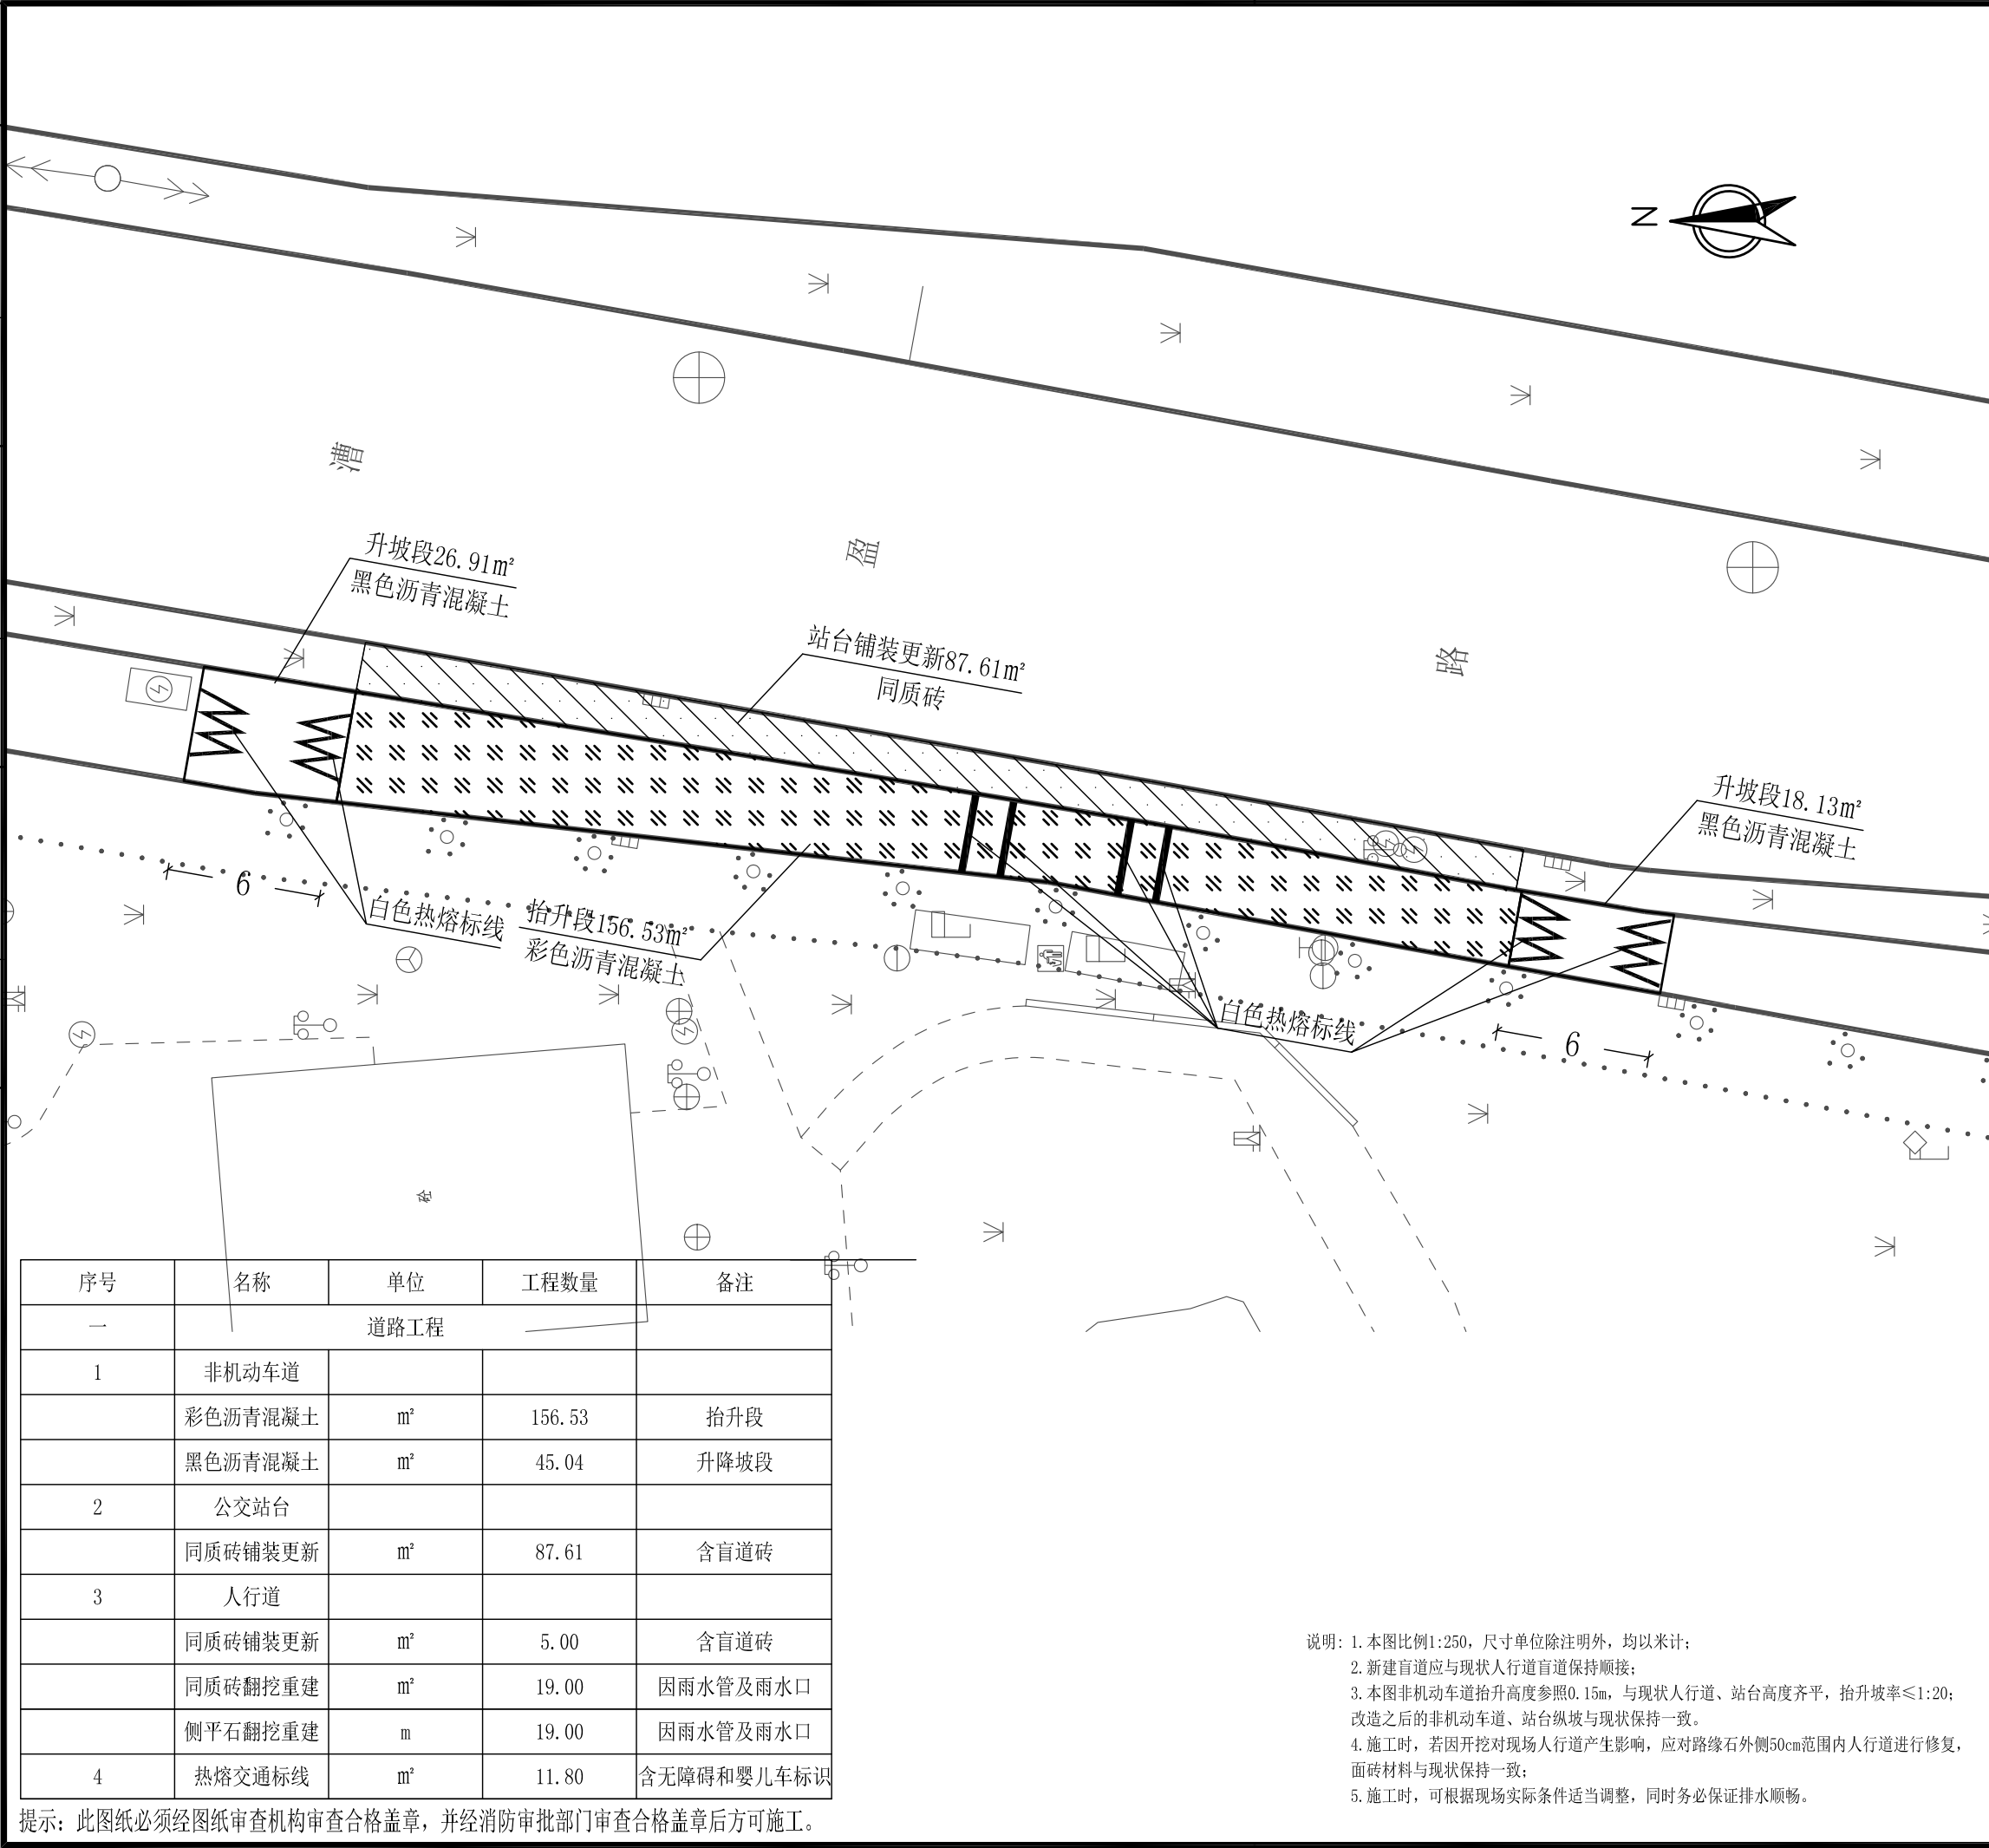 N
漕
盈
路
升坡段26.91㎡
黑色沥青混凝土
站台铺装更新87.61㎡
同质砖
升坡段18.13㎡
黑色沥青混凝土
6
白色热熔标线
抬升段156.53㎡
彩色沥青混凝土
白色热熔标线
6
砼
序号 名称 单位 工程数量 备注
一 道路工程
1 非机动车道
彩色沥青混凝土 ㎡ 156.53 抬升段
黑色沥青混凝土 ㎡ 45.04 升降坡段
2 公交站台
同质砖铺装更新 ㎡ 87.61 含盲道砖
3 人行道
同质砖铺装更新 ㎡ 5.00 含盲道砖
同质砖翻挖重建 ㎡ 19.00 因雨水管及雨水口
侧平石翻挖重建 m 19.00 因雨水管及雨水口
4 热熔交通标线 ㎡ 11.80 含无障碍和婴儿车标识
提示：此图纸必须经图纸审查机构审查合格盖章，并经消防审批部门审查合格盖章后方可施工。
说明：1.本图比例1:250，尺寸单位除注明外，均以米计；
2.新建盲道应与现状人行道盲道保持顺接；
3.本图非机动车道抬升高度参照0.15m，与现状人行道、站台高度齐平，抬升坡率≤1:20；
改造之后的非机动车道、站台纵坡与现状保持一致。
4.施工时，若因开挖对现场人行道产生影响，应对路缘石外侧50cm范围内人行道进行修复，
面砖材料与现状保持一致；
5.施工时，可根据现场实际条件适当调整，同时务必保证排水顺畅。